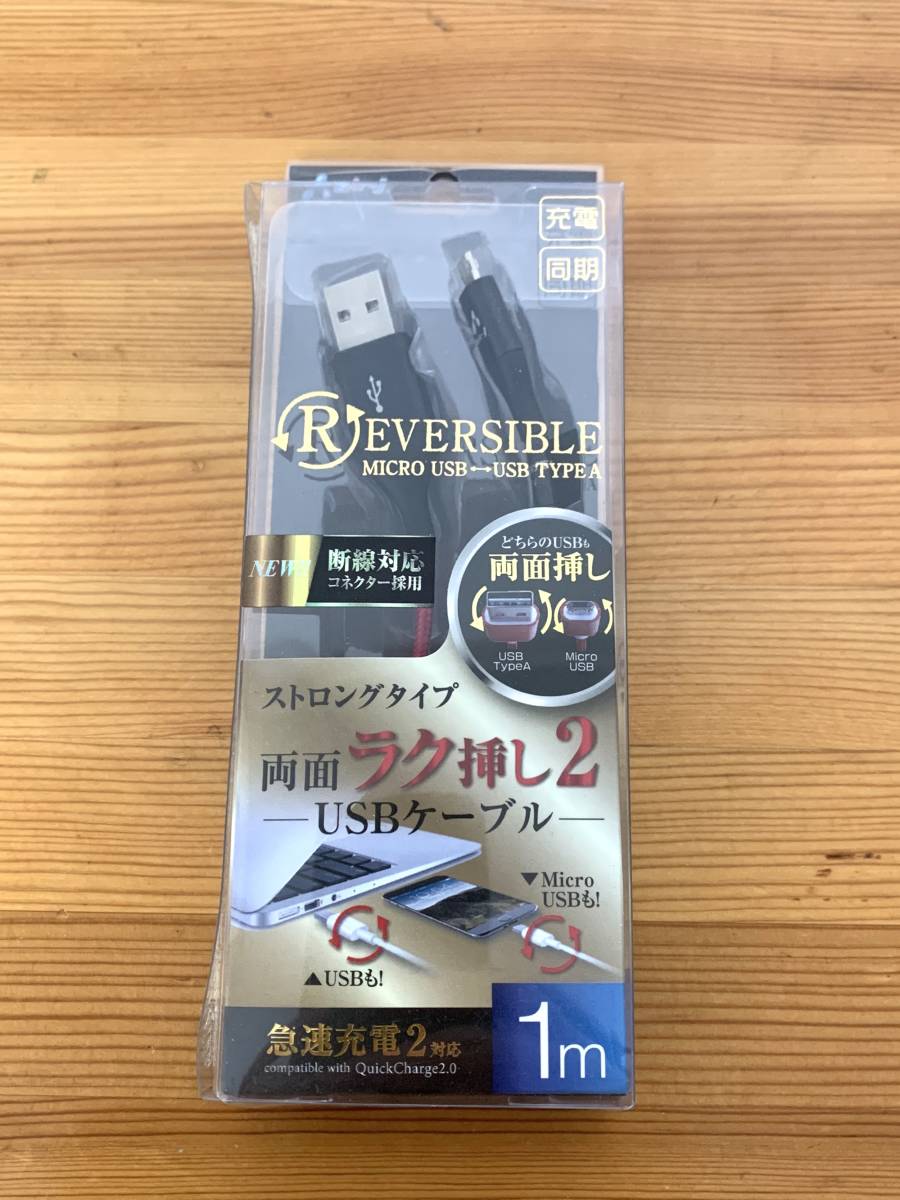 充電
同期
REVERSIBLE
MICRO USB↔USB TYPE A
NEW!!
断線対応
コネクター採用
どちらのUSBも
両面挿し
USB TypeA
Micro USB
ストロングタイプ
両面ラク挿し2
―USBケーブル―
▼Micro
USBも!
▲USBも!
急速充電2対応
compatible with QuickCharge2.0
1m